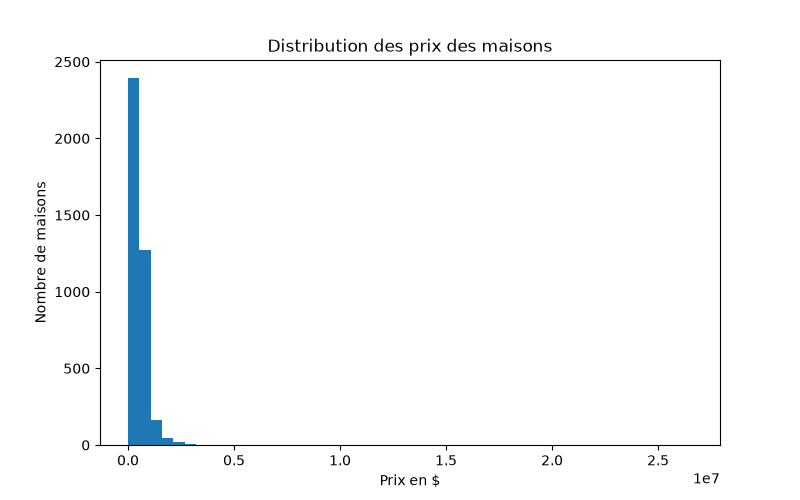 Distribution des prix des maisons
Nombre de maisons
2500
2000
1500
1000
500
0
0.0 0.5 1.0 1.5 2.0 2.5
1e7
Prix en $